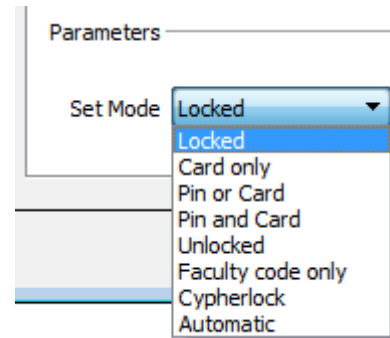 Parameters
Set Mode Locked
Locked
Card only
Pin or Card
Pin and Card
Unlocked
Faculty code only
Cypherlock
Automatic